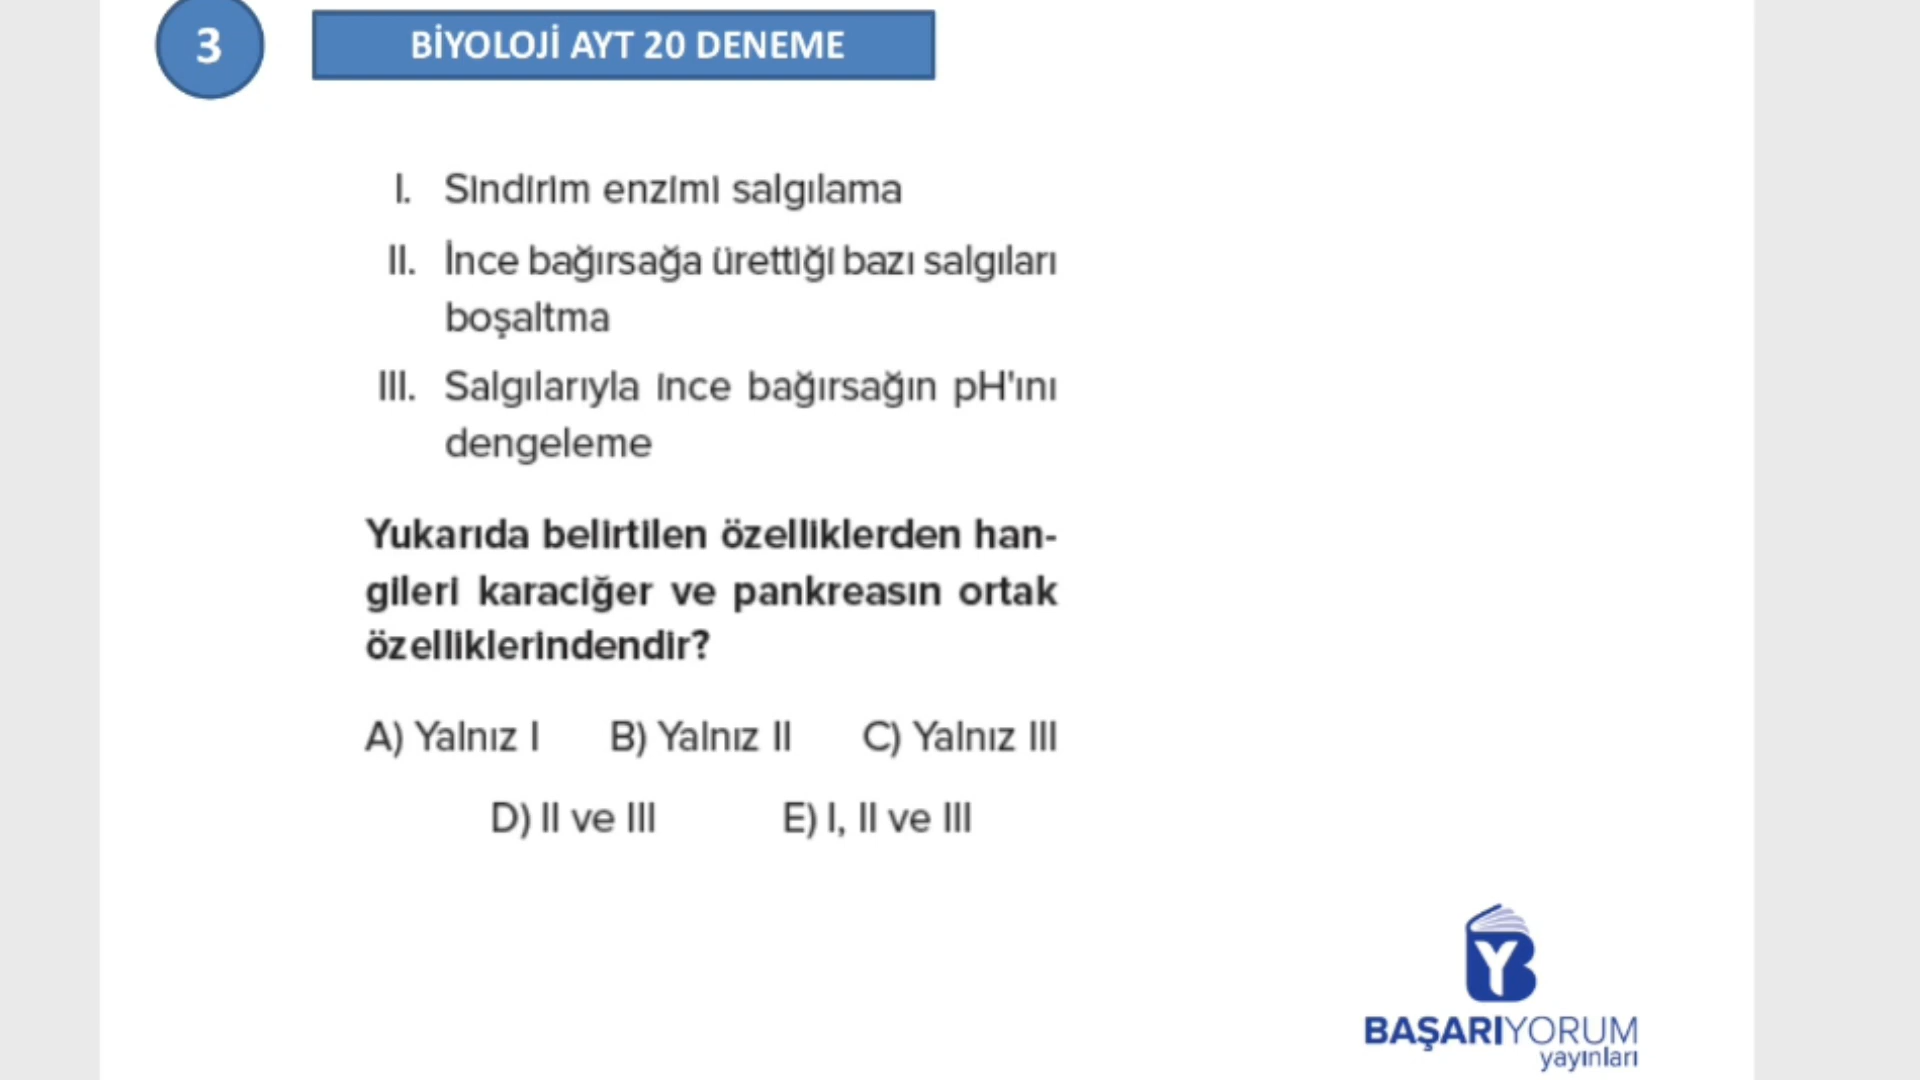 3
BİYOLOJİ AYT 20 DENEME
I. Sindirim enzimi salgılama
II. İnce bağırsağa ürettiği bazı salgıları
boşaltma
III. Salgılarıyla ince bağırsağın pH'ını
dengeleme
Yukarıda belirtilen özelliklerden han-
gileri karaciğer ve pankreasın ortak
özelliklerindendir?
A) Yalnız I B) Yalnız II C) Yalnız III
D) II ve III E) I, II ve III
BAŞARIYORUM
yayınları